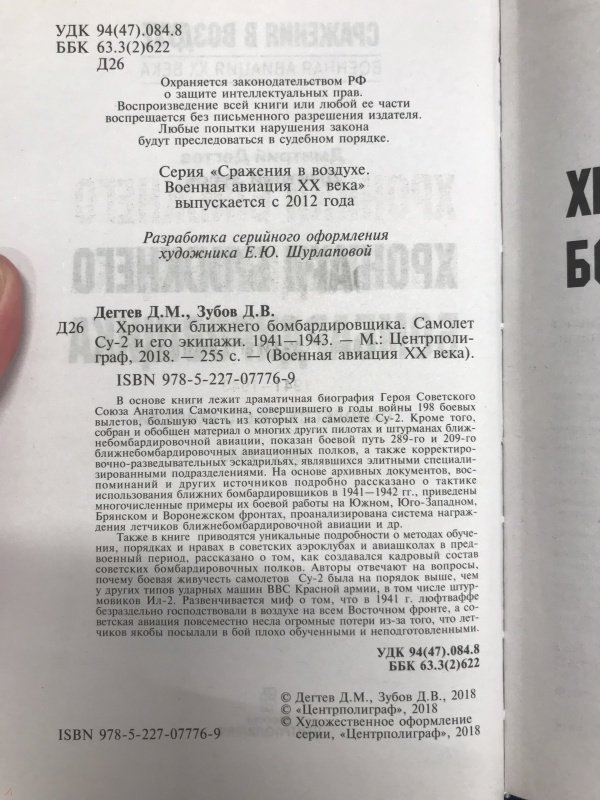 УДК 94(47).084.8
ББК 63.3(2)622
Д26
Охраняется законодательством РФ
о защите интеллектуальных прав.
Воспроизведение всей книги или любой ее части
воспрещается без письменного разрешения издателя.
Любые попытки нарушения закона
будут преследоваться в судебном порядке.
Серия «Сражения в воздухе.
Военная авиация XX века»
выпускается с 2012 года
Разработка серийного оформления
художника Е.Ю. Шурлаповой
Дегтев Д.М., Зубов Д.В.
Д26 Хроники ближнего бомбардировщика. Самолет
Су-2 и его экипажи. 1941—1943. — М.: Центрполи-
граф, 2018. — 255 с. — (Военная авиация XX века).
ISBN 978-5-227-07776-9
В основе книги лежит драматичная биография Героя Советского
Союза Анатолия Самочкина, совершившего в годы войны 198 боевых
вылетов, большую часть из которых на самолете Су-2. Кроме того,
собран и обобщен материал о многих других пилотах и штурманах ближ-
небомбардировочной авиации, показан боевой путь 289-го и 209-го
ближнебомбардировочных авиационных полков, а также корректиро-
вочно-разведывательных эскадрильях, являвшихся элитными специали-
зированными подразделениями. На основе архивных документов, вос-
поминаний и других источников подробно рассказано о тактике
использования ближних бомбардировщиков в 1941—1942 гг., приведены
многочисленные примеры их боевой работы на Южном, Юго-Западном,
Брянском и Воронежском фронтах, проанализирована система награж-
дения летчиков ближнебомбардировочной авиации и др.
Также в книге приводятся уникальные подробности о методах обуче-
ния, порядках и нравах в советских аэроклубах и авиашколах в пред-
военный период, рассказано о том, как создавался кадровый состав
советских бомбардировочных полков. Авторы отвечают на вопросы,
почему боевая живучесть самолетов Су-2 была на порядок выше, чем
у других типов ударных машин ВВС Красной армии, в том числе штур-
мовиков Ил-2. Развенчивается миф о том, что в 1941 г. люфтваффе
безраздельно господствовали в воздухе на всем Восточном фронте, а со-
ветская авиация повсеместно несла огромные потери из-за того, что лет-
чиков якобы посылали в бой плохо обученными и неподготовленными.
УДК 94(47).084.8
ББК 63.3(2)622
© Дегтев Д.М., Зубов Д.В., 2018
© «Центрполиграф», 2018
© Художественное оформление
ISBN 978-5-227-07776-9 серии, «Центрполиграф», 2018